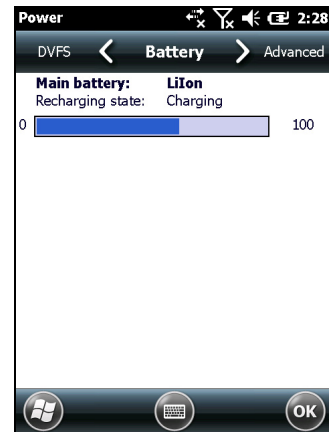 Power 2:28
DVFS Battery Advanced
Main battery: LiIon
Recharging state: Charging
0 100
OK